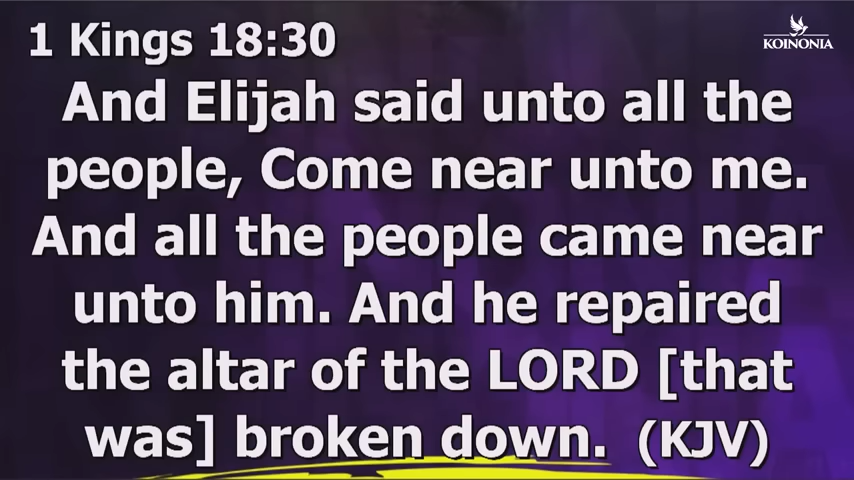 1 Kings 18:30
KOINONIA
And Elijah said unto all the
people, Come near unto me.
And all the people came near
unto him. And he repaired
the altar of the LORD [that
was] broken down. (KJV)